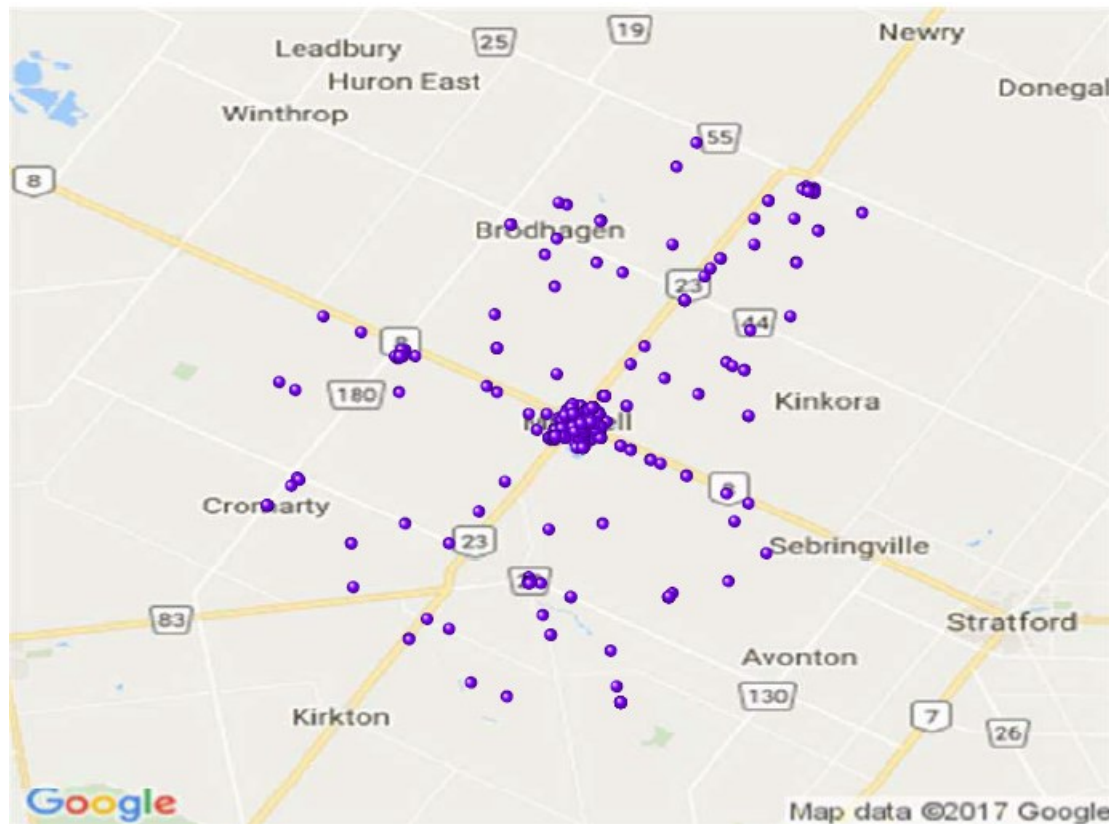 19
Newry
25
Leadbury
Huron East
Donegal
Winthrop
55
8
Brodhagen
23
44
8
180
Kinkora
Cromarty
8
23
Sebringville
83
Stratford
Avonton
130
Kirkton
7
26
Google
Map data ©2017 Google